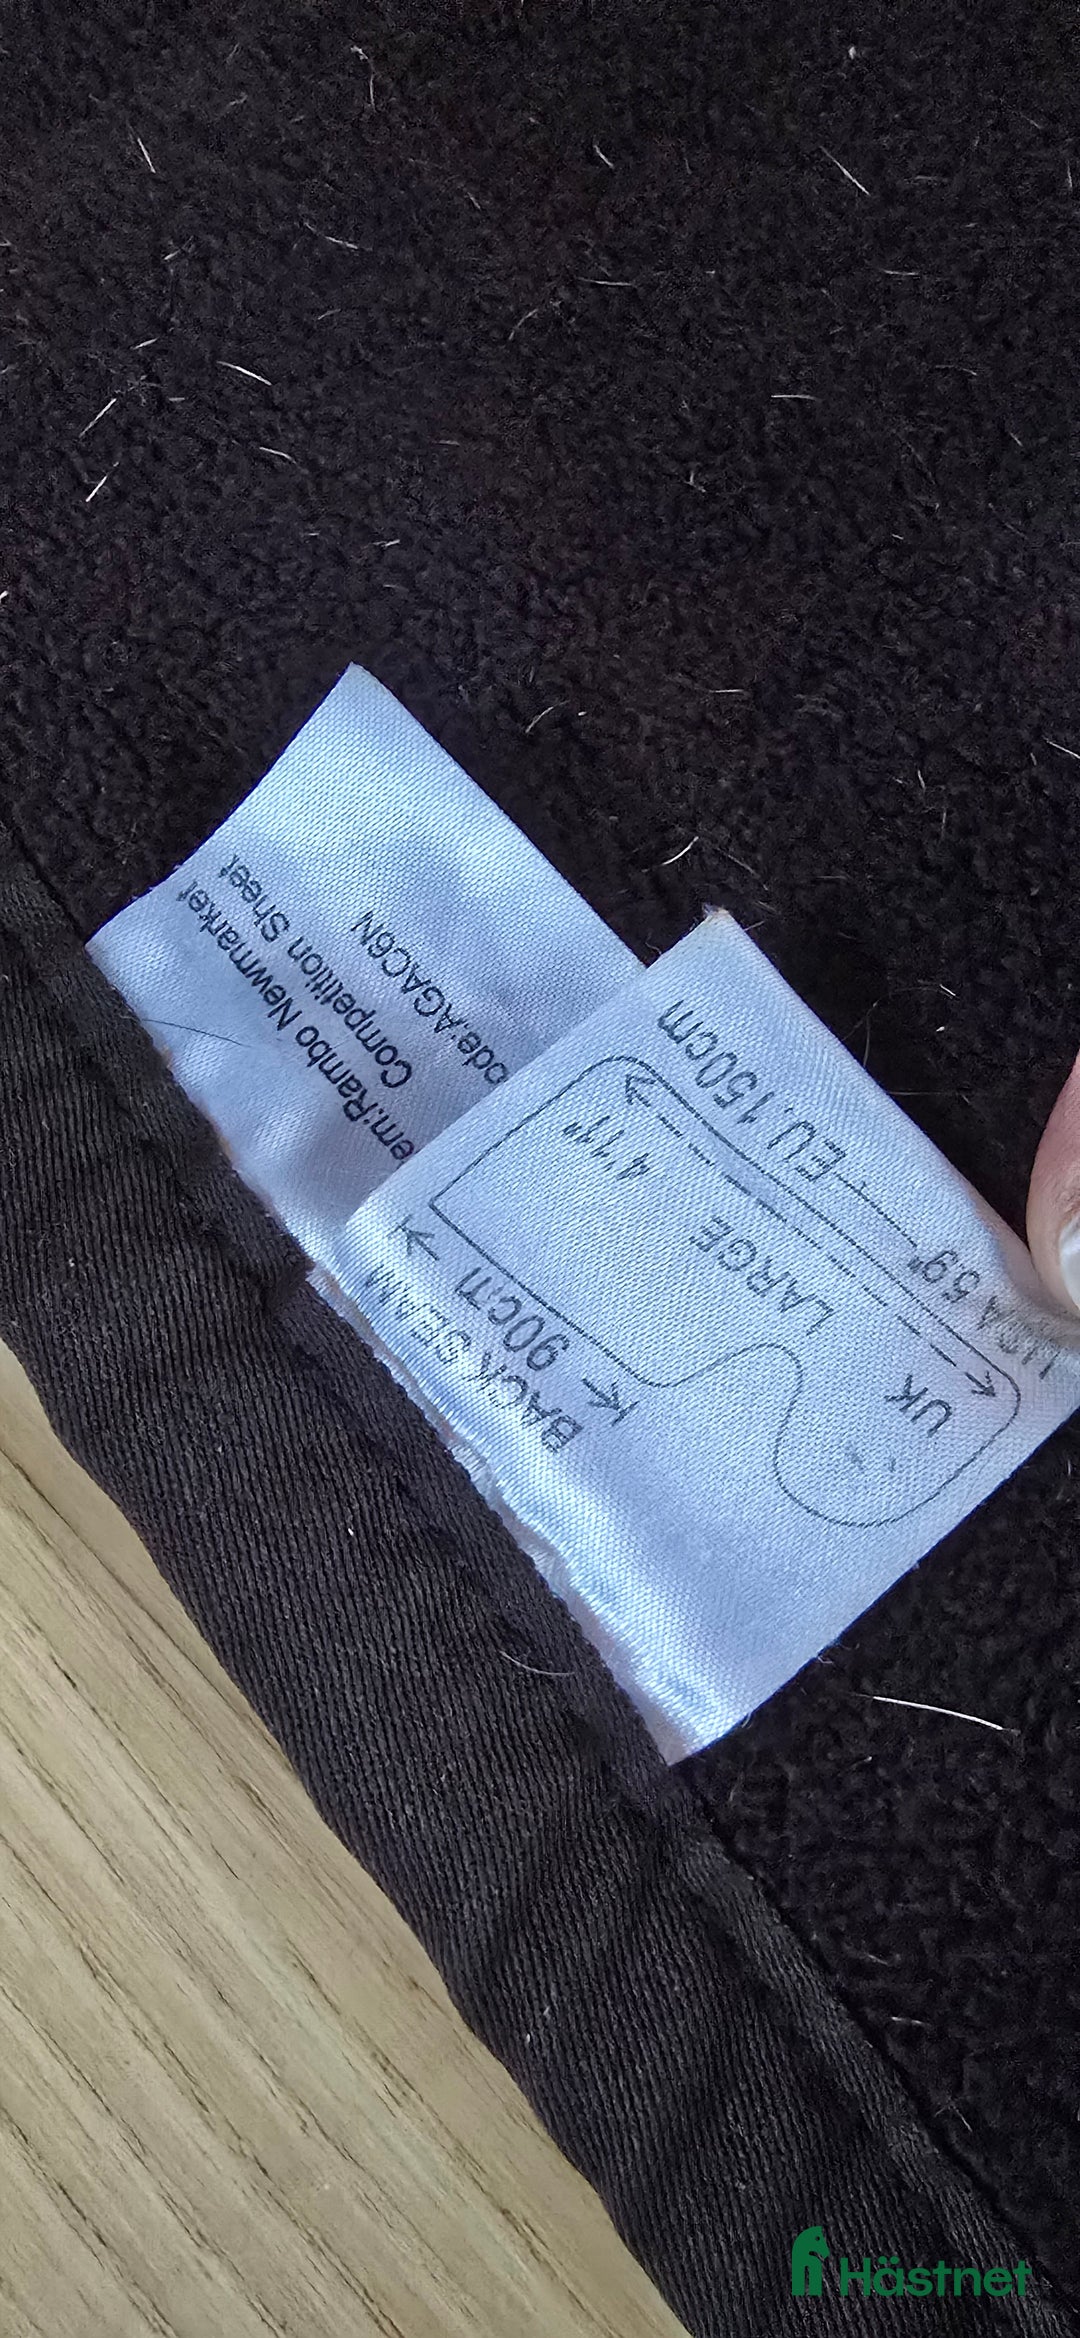 em:Rambo Newmarket
Competition Sheet
ode:AGAC6N
BACK SEAM
90cm
4'11"
LARGE
UK
EU.150cm
USA 59"
Hästnet